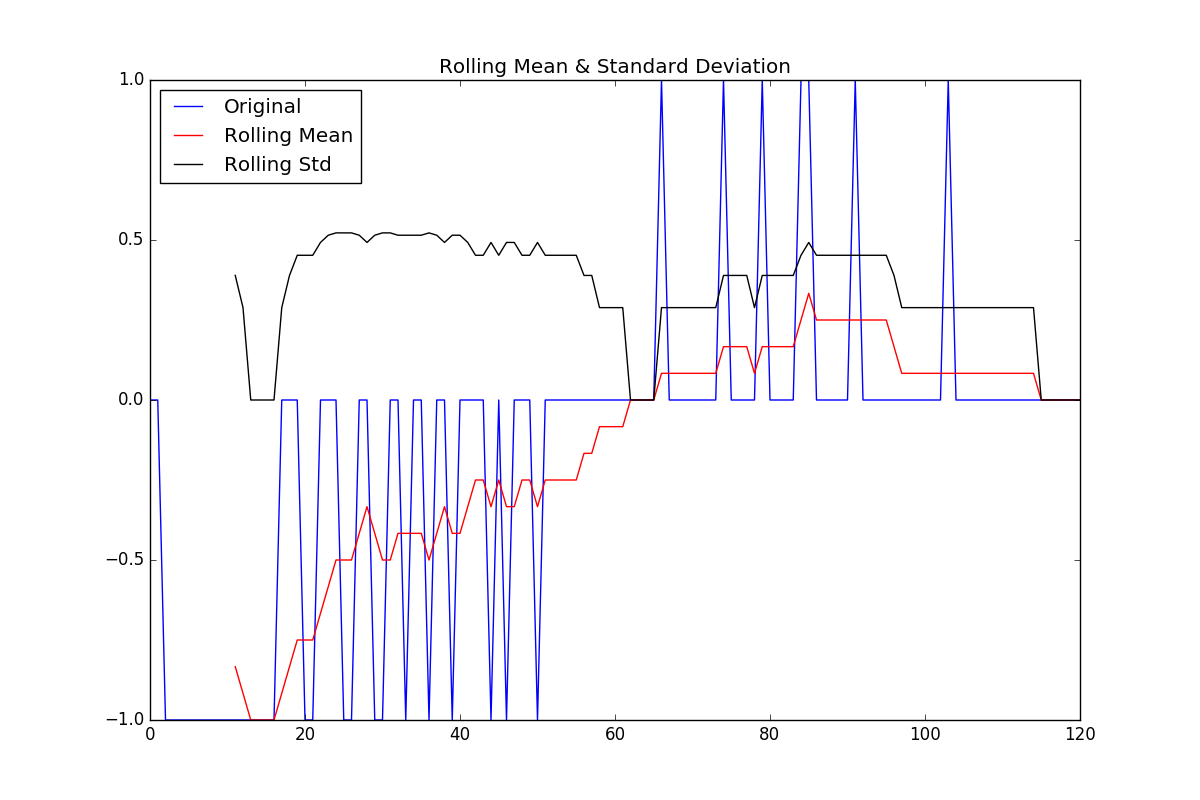 Rolling Mean & Standard Deviation
1.0
Original
Rolling Mean
Rolling Std
0.5
0.0
−0.5
−1.0
0 20 40 60 80 100 120